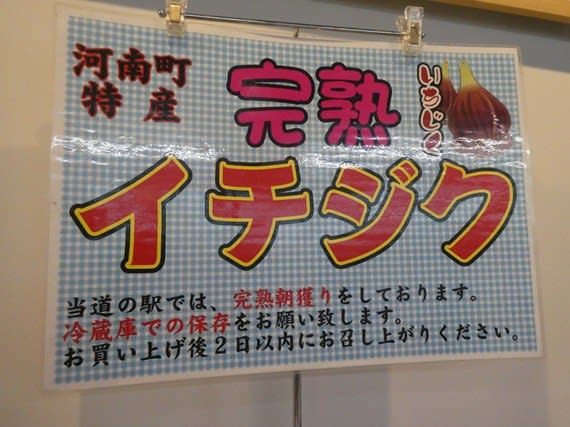 河南町
特産
完熟
いちじく
イチジク
当道の駅では、完熟朝獲りをしております。
冷蔵庫での保存をお願い致します。
お買い上げ後2日以内にお召し上がりください。